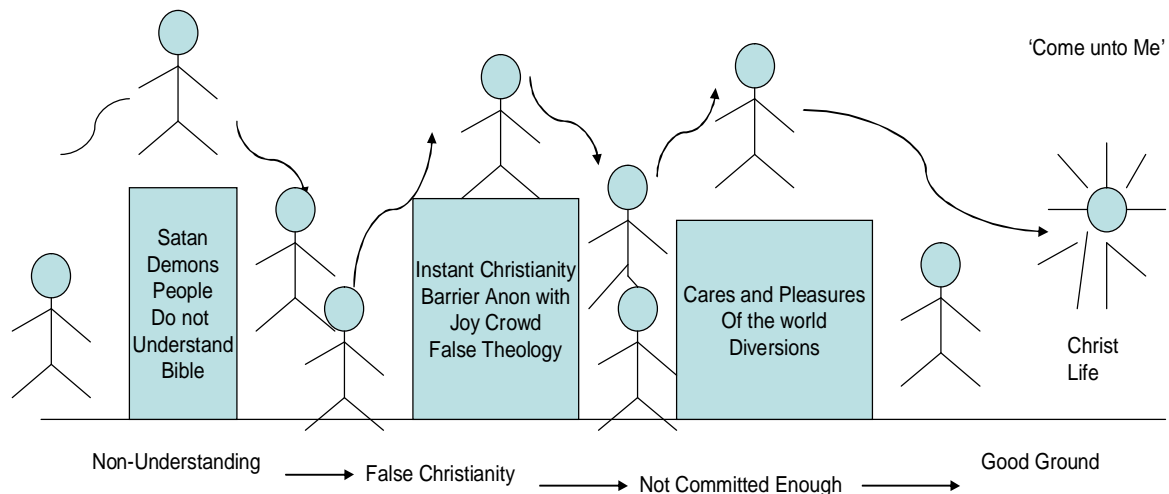 ‘Come unto Me’
Satan
Demons
People
Do not
Understand
Bible
Instant Christianity
Barrier Anon with
Joy Crowd
False Theology
Cares and Pleasures
Of the world
Diversions
Christ
Life
Non-Understanding
False Christianity
Not Committed Enough
Good Ground